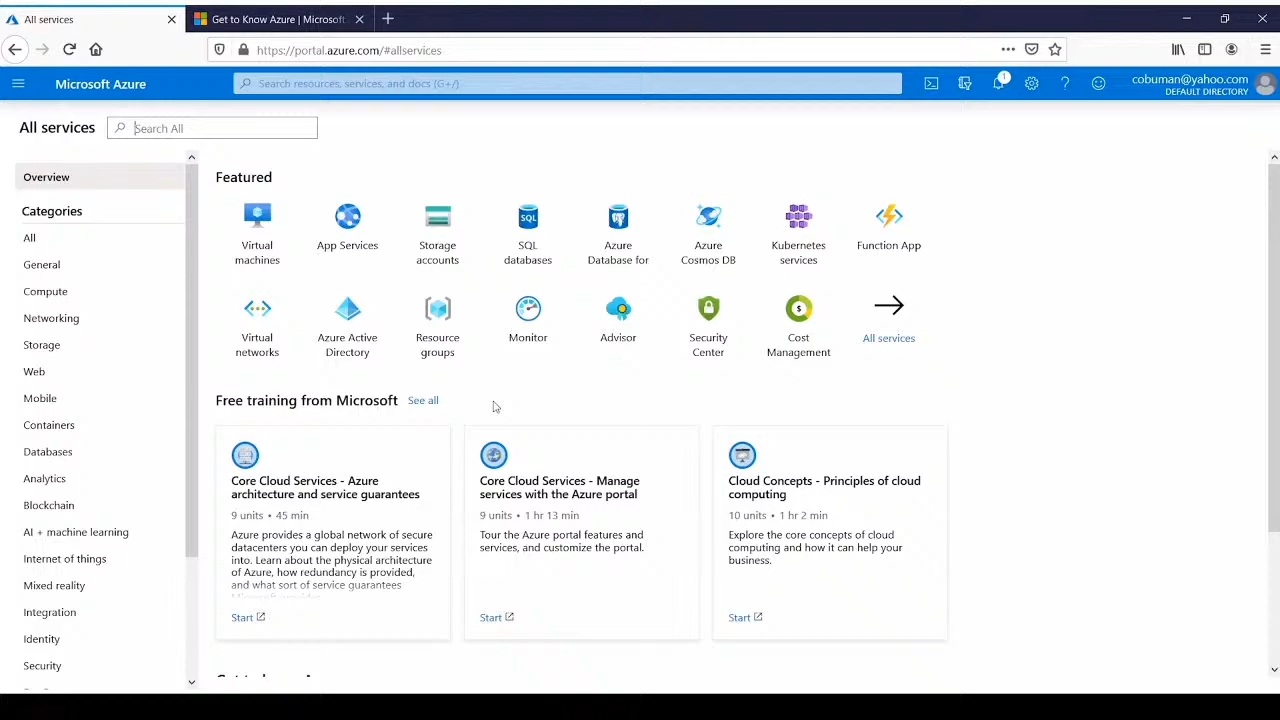 All services
Get to Know Azure | Microsoft
https://portal.azure.com/#allservices
Microsoft Azure
Search resources, services, and docs (G+/)
1
cobuman@yahoo.com
DEFAULT DIRECTORY
All services
Search All
Overview
Categories
All
General
Compute
Networking
Storage
Web
Mobile
Containers
Databases
Analytics
Blockchain
AI + machine learning
Internet of things
Mixed reality
Integration
Identity
Security
Featured
Virtual
machines
App Services
Storage
accounts
SQL
SQL
databases
Azure
Database for
Azure
Cosmos DB
Kubernetes
services
Function App
Virtual
networks
Azure Active
Directory
Resource
groups
Monitor
Advisor
Security
Center
$
Cost
Management
All services
Free training from Microsoft See all
Core Cloud Services - Azure
architecture and service guarantees
9 units • 45 min
Azure provides a global network of secure
datacenters you can deploy your services
into. Learn about the physical architecture
of Azure, how redundancy is provided,
and what sort of service guarantees
Start
Core Cloud Services - Manage
services with the Azure portal
9 units • 1 hr 13 min
Tour the Azure portal features and
services, and customize the portal.
Start
Cloud Concepts - Principles of cloud
computing
10 units • 1 hr 2 min
Explore the core concepts of cloud
computing and how it can help your
business.
Start